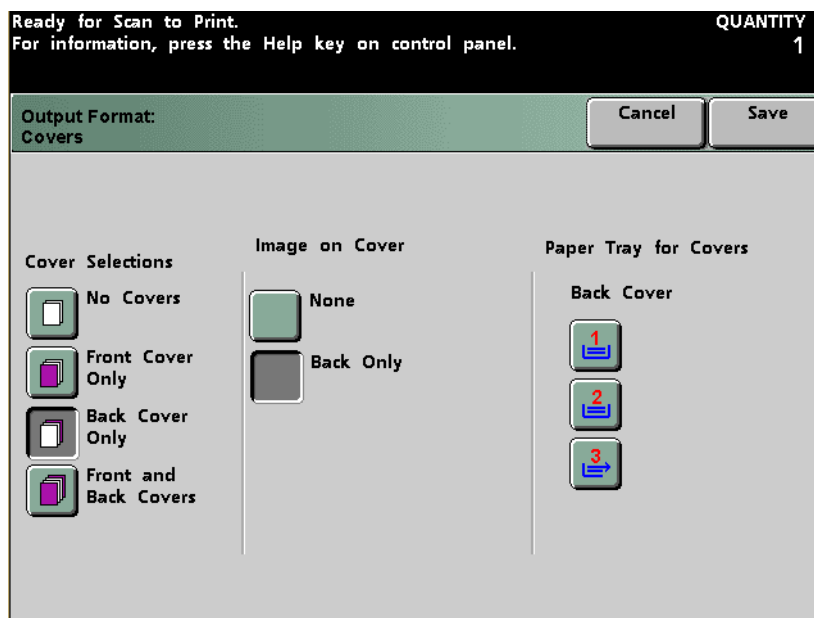 Ready for Scan to Print.
For information, press the Help key on control panel.
QUANTITY
1
Output Format:
Covers
Cancel
Save
Cover Selections
No Covers
Front Cover
Only
Back Cover
Only
Front and
Back Covers
Image on Cover
None
Back Only
Paper Tray for Covers
Back Cover
1
2
3